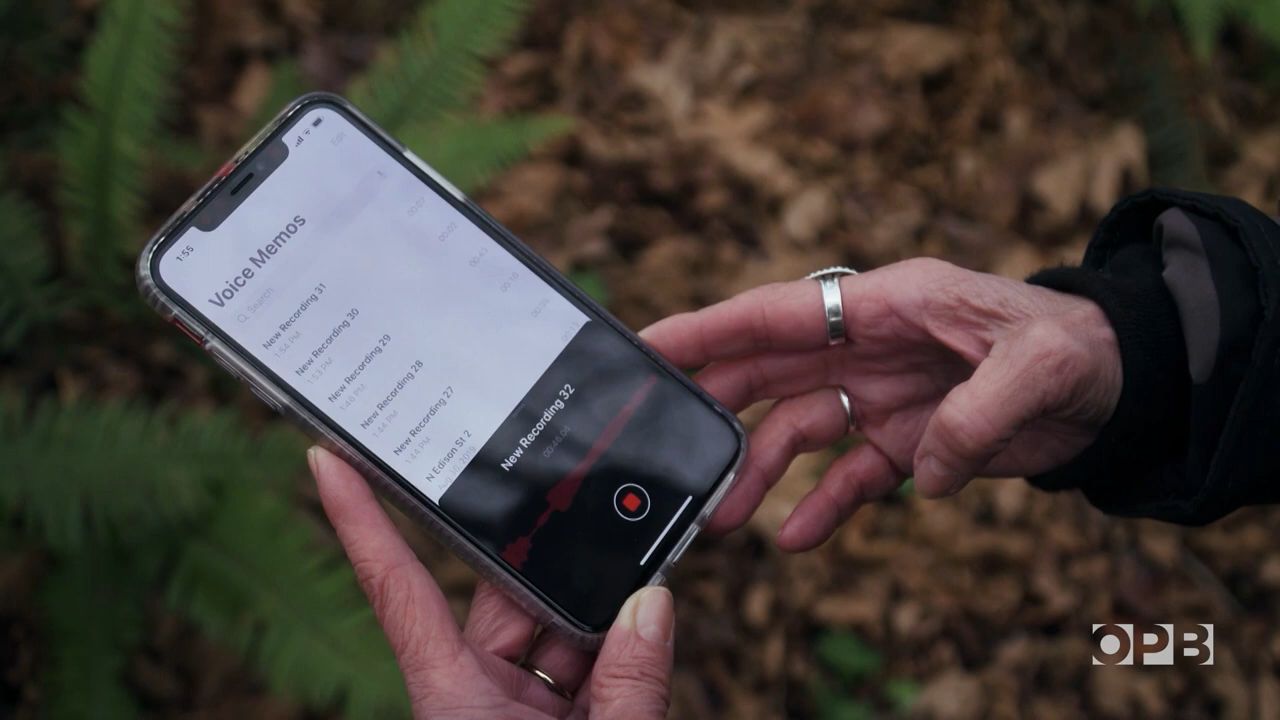 1:55
Edit
Voice Memos
Search
New Recording 31
1:54 PM
New Recording 30
1:53 PM
New Recording 29
1:46 PM
New Recording 28
1:44 PM
New Recording 27
1:44 PM
N Edison St 2
New Recording 32
OPB